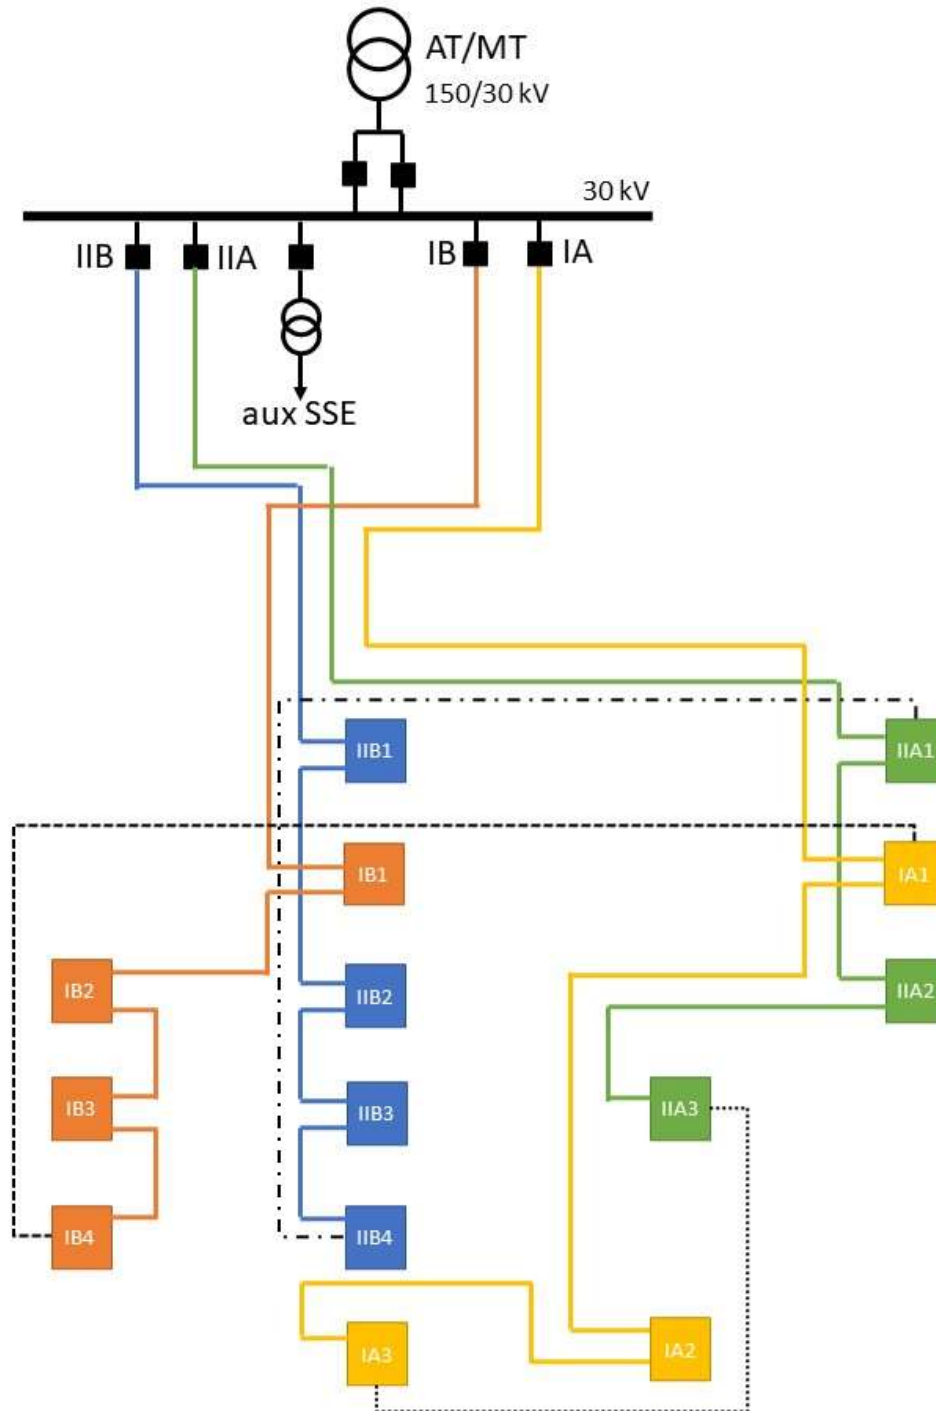 AT/MT
150/30 kV
30 kV
IIB
IIA
IB
IA
aux SSE
IIB1
IIA1
IB1
IA1
IB2
IIB2
IIA2
IB3
IIB3
IIA3
IB4
IIB4
IA3
IA2